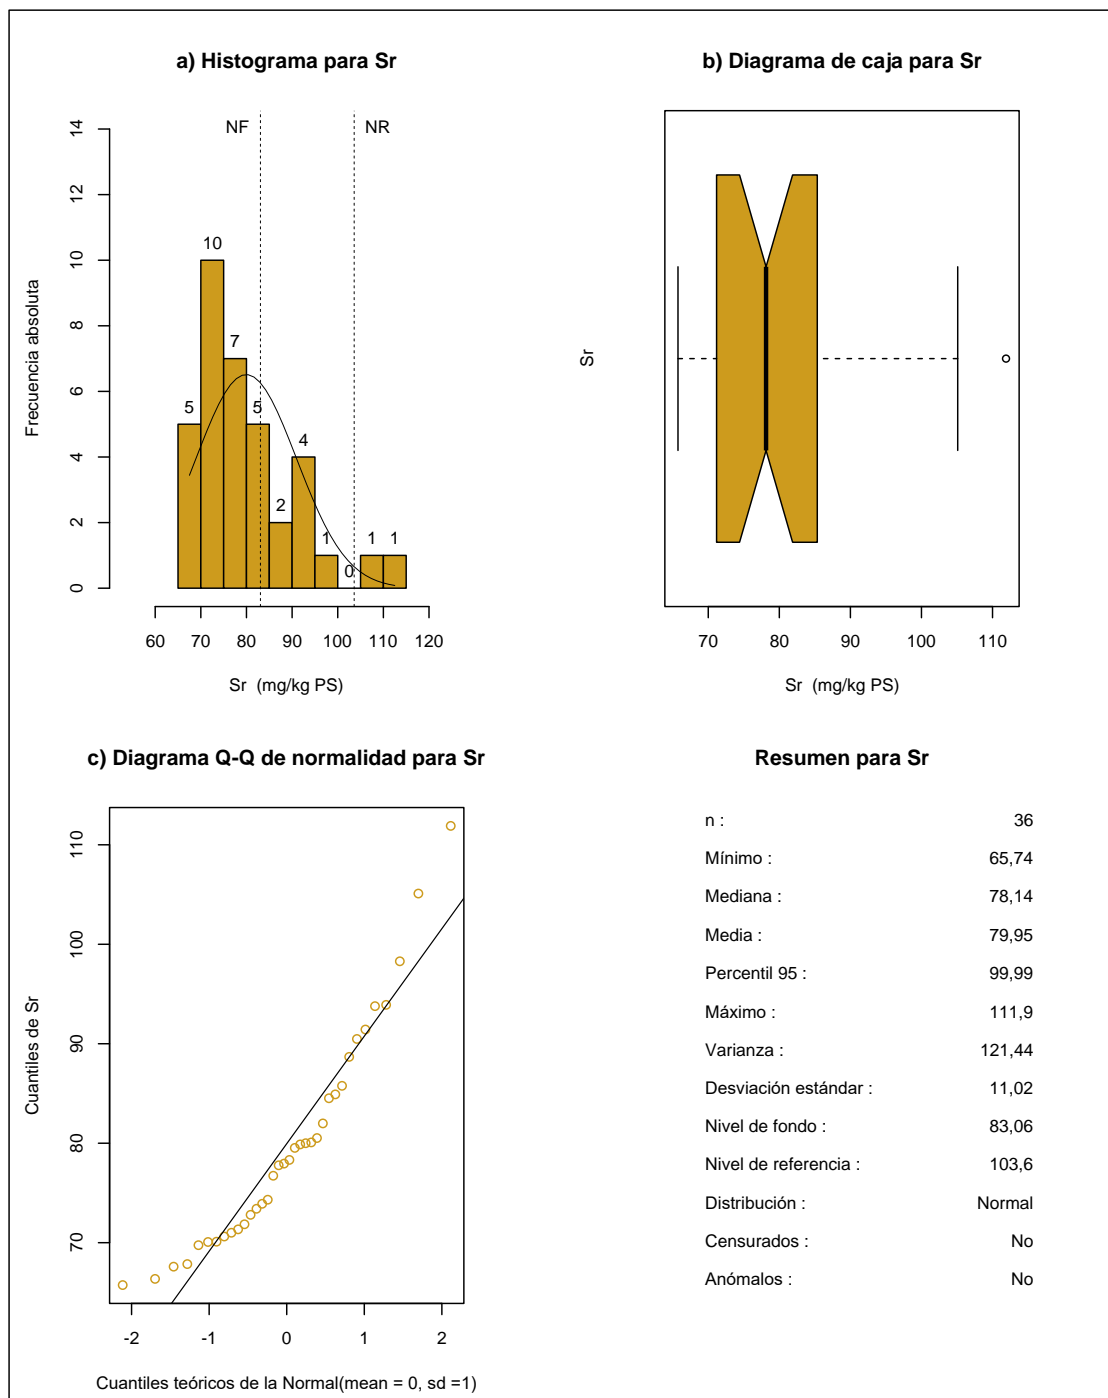 a) Histograma para Sr
NF
NR
Frecuencia absoluta
0 2 4 6 8 10 12 14
5 10 7 5 2 4 1 0 1 1
60 70 80 90 100 110 120
Sr (mg/kg PS)
b) Diagrama de caja para Sr
Sr
70 80 90 100 110
Sr (mg/kg PS)
c) Diagrama Q-Q de normalidad para Sr
Cuantiles de Sr
70 80 90 100 110
-2 -1 0 1 2
Cuantiles teóricos de la Normal(mean = 0, sd =1)
Resumen para Sr
n : 36
Mínimo : 65,74
Mediana : 78,14
Media : 79,95
Percentil 95 : 99,99
Máximo : 111,9
Varianza : 121,44
Desviación estándar : 11,02
Nivel de fondo : 83,06
Nivel de referencia : 103,6
Distribución : Normal
Censurados : No
Anómalos : No